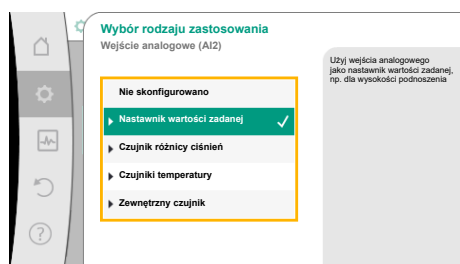 Wybór rodzaju zastosowania
Wejście analogowe (AI2)
Nie skonfigurowano
Nastawnik wartości zadanej
Czujnik różnicy ciśnień
Czujniki temperatury
Zewnętrzny czujnik
Użyj wejścia analogowego
jako nastawnik wartości zadanej,
np. dla wysokości podnoszenia
?